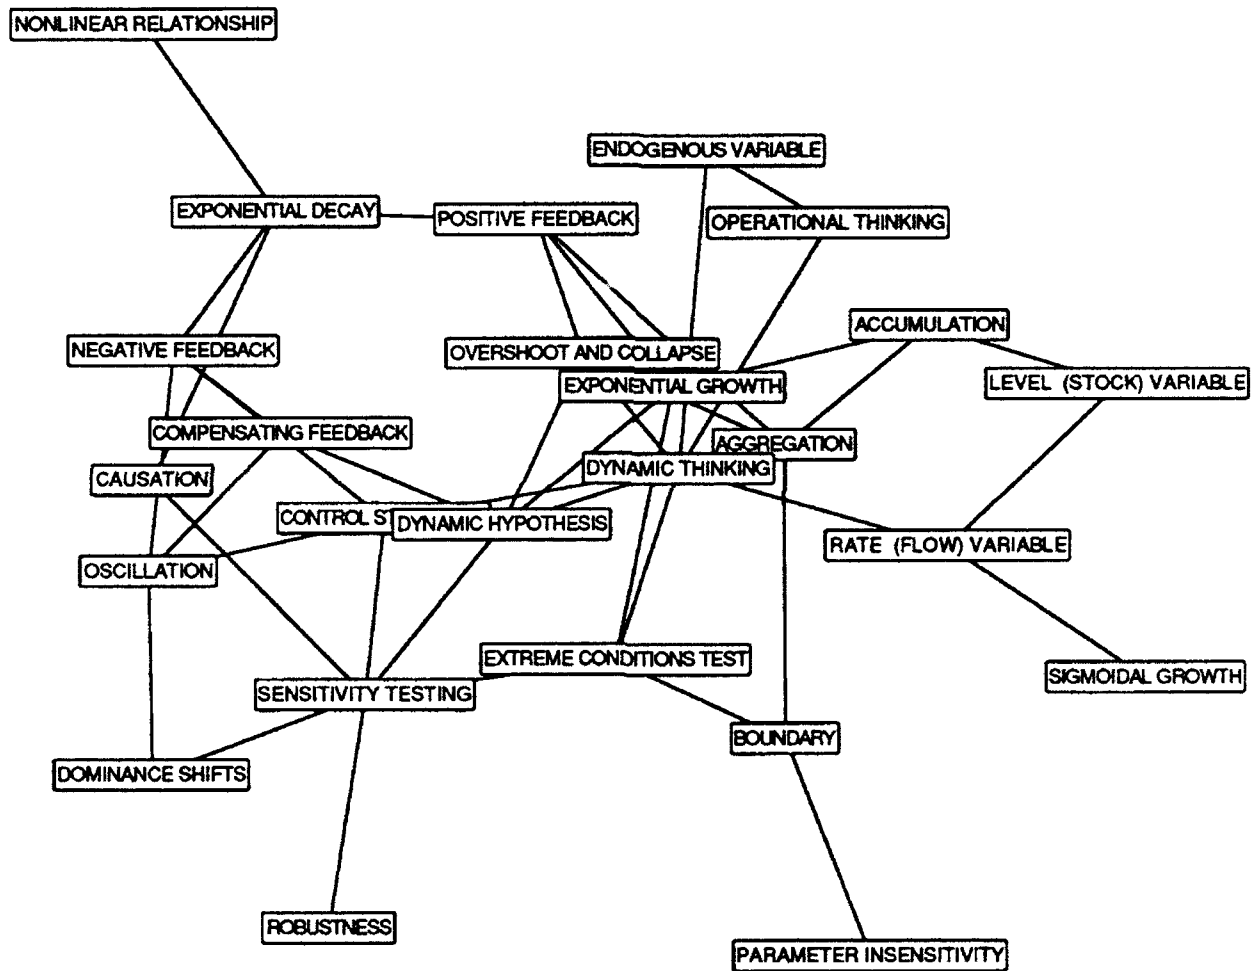 NONLINEAR RELATIONSHIP
ENDOGENOUS VARIABLE
EXPONENTIAL DECAY
POSITIVE FEEDBACK
OPERATIONAL THINKING
ACCUMULATION
NEGATIVE FEEDBACK
OVERSHOOT AND COLLAPSE
EXPONENTIAL GROWTH
LEVEL (STOCK) VARIABLE
COMPENSATING FEEDBACK
AGGREGATION
CAUSATION
DYNAMIC THINKING
CONTROL
DYNAMIC HYPOTHESIS
RATE (FLOW) VARIABLE
OSCILLATION
EXTREME CONDITIONS TEST
SIGMOIDAL GROWTH
SENSITIVITY TESTING
BOUNDARY
DOMINANCE SHIFTS
ROBUSTNESS
PARAMETER INSENSITIVITY